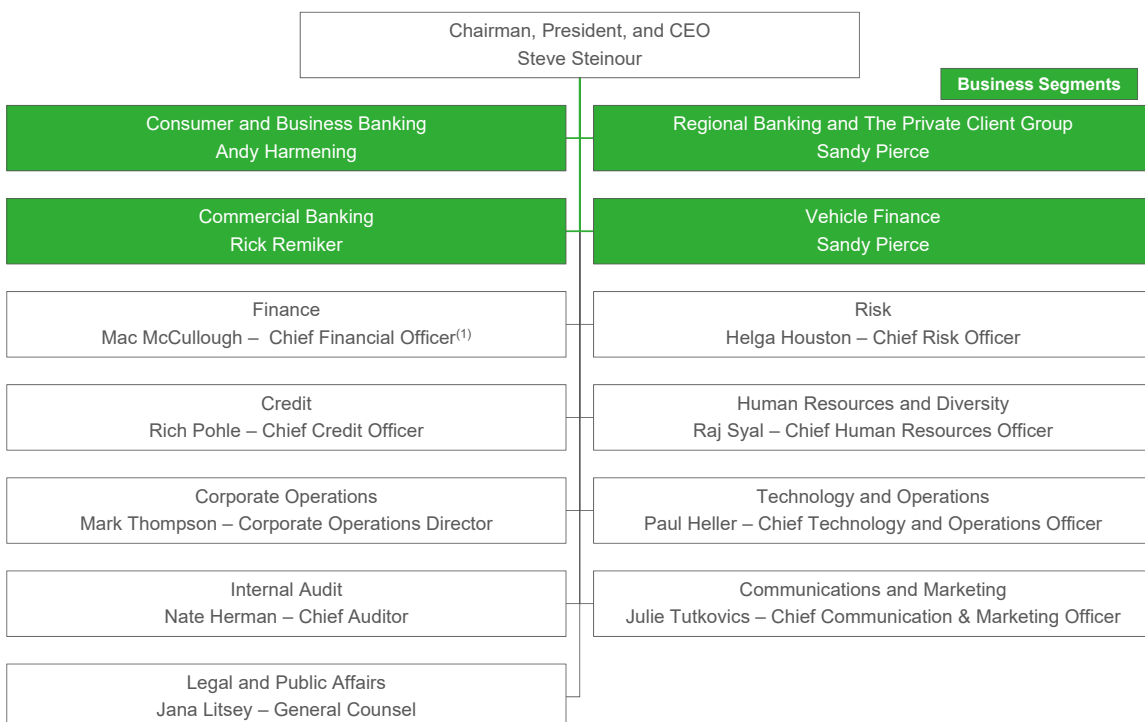 Chairman, President, and CEO
Steve Steinour
Business Segments
Consumer and Business Banking
Andy Harmening
Regional Banking and The Private Client Group
Sandy Pierce
Commercial Banking
Rick Remiker
Vehicle Finance
Sandy Pierce
Finance
Mac McCullough –  Chief Financial Officer(1)
Risk
Helga Houston – Chief Risk Officer
Credit
Rich Pohle – Chief Credit Officer
Human Resources and Diversity
Raj Syal – Chief Human Resources Officer
Corporate Operations
Mark Thompson – Corporate Operations Director
Technology and Operations
Paul Heller – Chief Technology and Operations Officer
Internal Audit
Nate Herman – Chief Auditor
Communications and Marketing
Julie Tutkovics – Chief Communication & Marketing Officer
Legal and Public Affairs
Jana Litsey – General Counsel